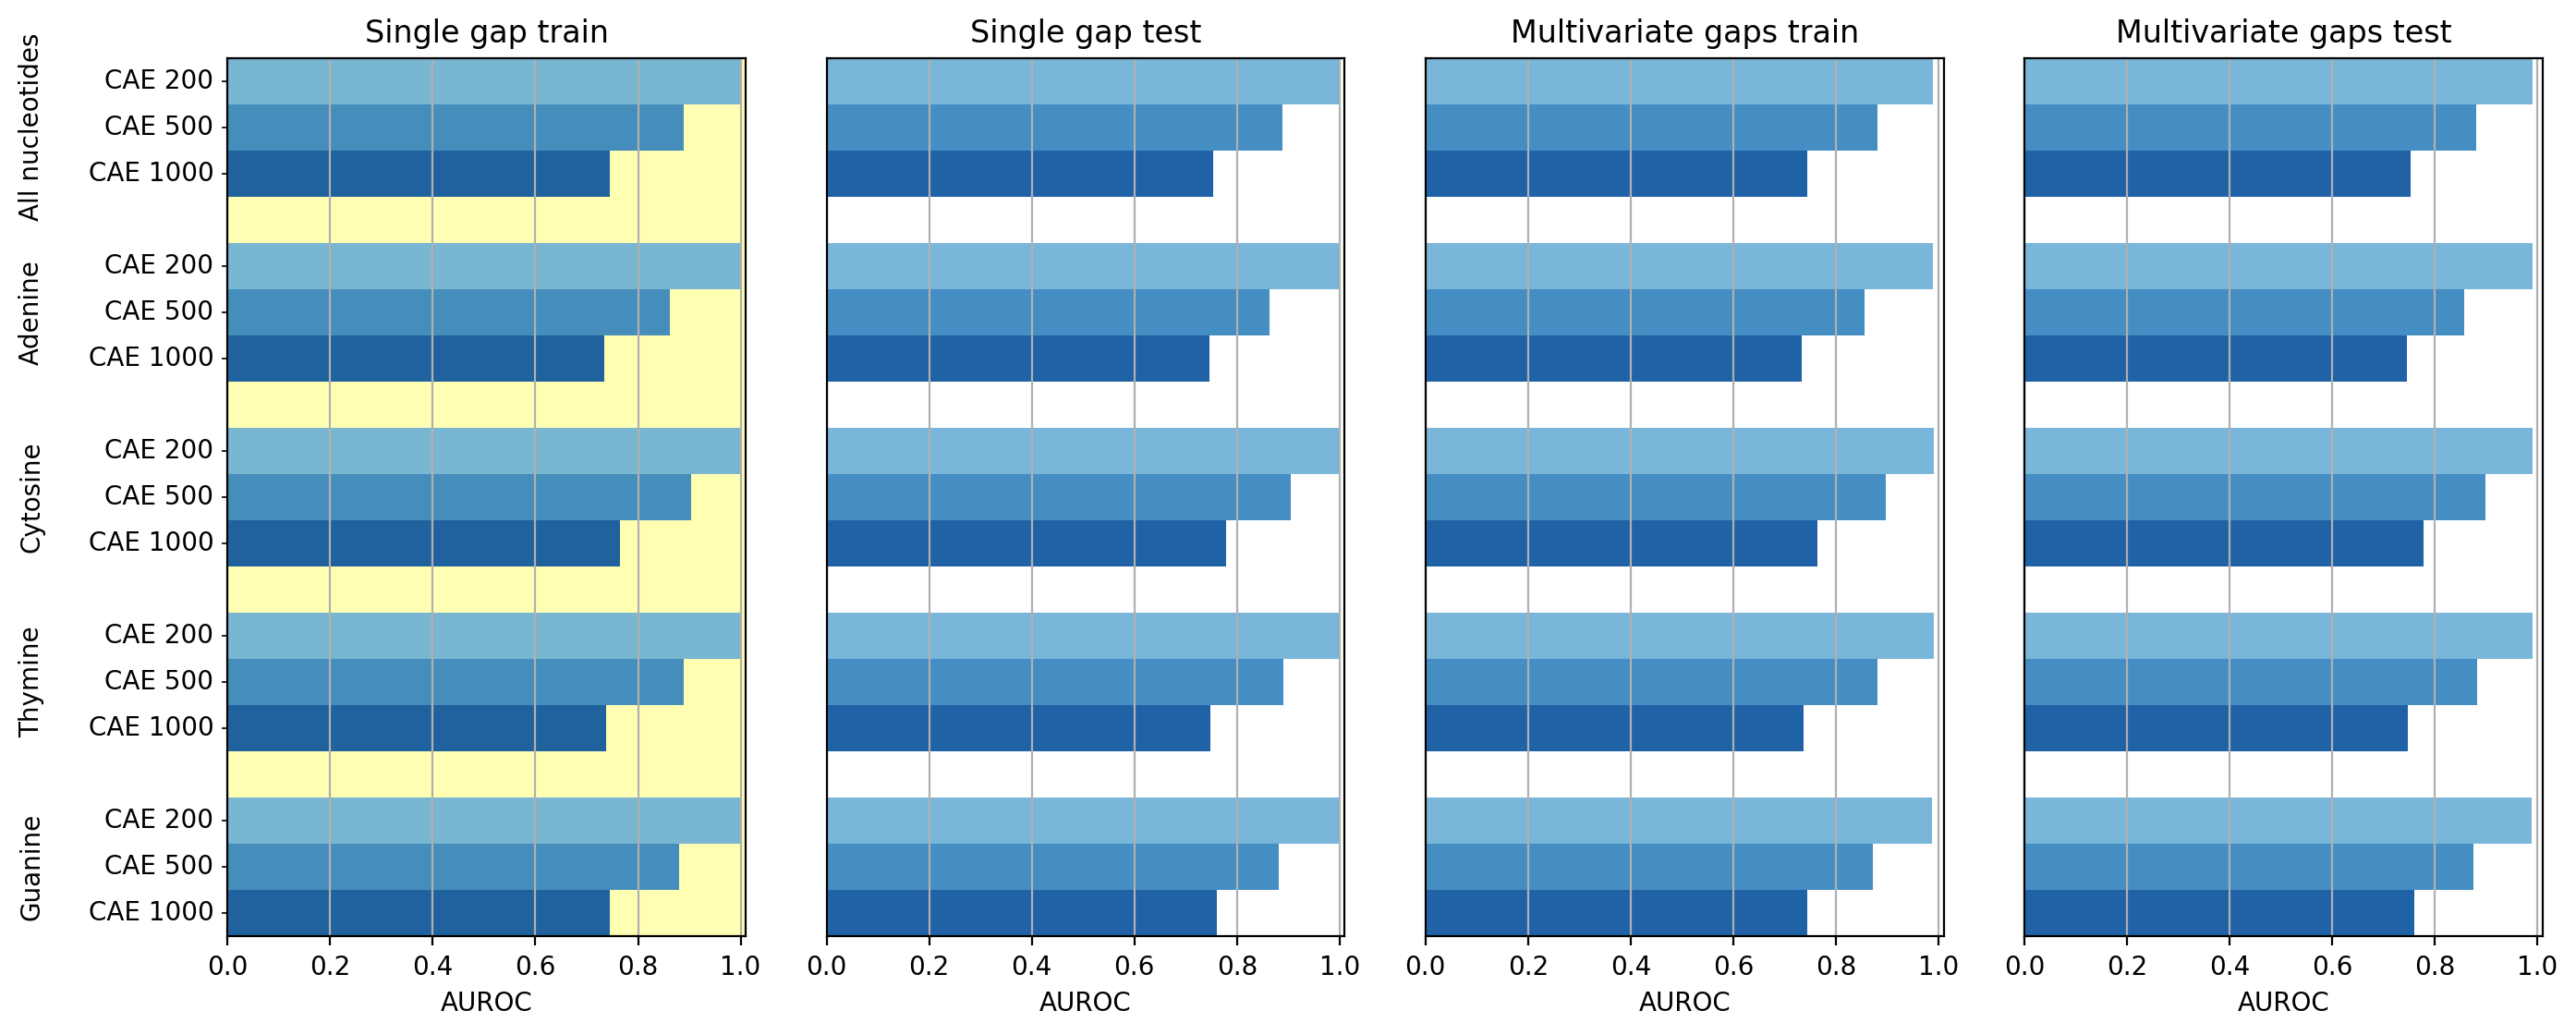 Single gap train
Single gap test
Multivariate gaps train
Multivariate gaps test
All nucleotides
CAE 200
CAE 500
CAE 1000
Adenine
CAE 200
CAE 500
CAE 1000
Cytosine
CAE 200
CAE 500
CAE 1000
Thymine
CAE 200
CAE 500
CAE 1000
Guanine
CAE 200
CAE 500
CAE 1000
0.0 0.2 0.4 0.6 0.8 1.0
AUROC
0.0 0.2 0.4 0.6 0.8 1.0
AUROC
0.0 0.2 0.4 0.6 0.8 1.0
AUROC
0.0 0.2 0.4 0.6 0.8 1.0
AUROC